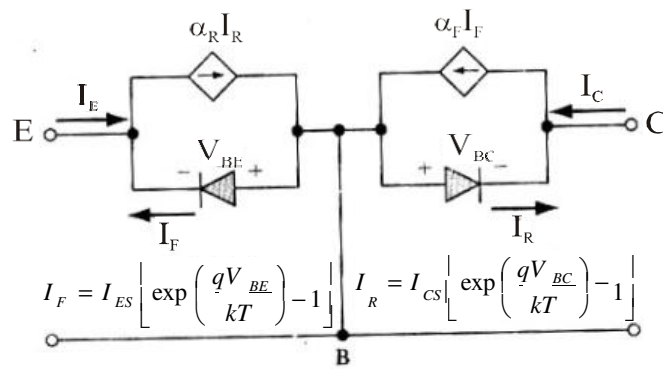 α_R I_R α_F I_F
I_E I_C
E C
- V_BE + + V_BC -
I_F I_R
I_F = I_ES [exp(qV_BE/kT) - 1] I_R = I_CS [exp(qV_BC/kT) - 1]
B